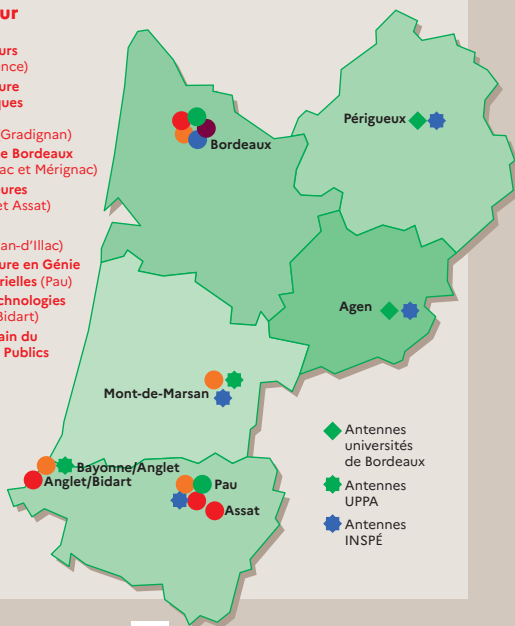 ur
urs
ence)
ure
ques
(Gradignan)
e Bordeaux
ac et Mérignac)
eures
et Assat)
an-d’Illac)
ure en Génie
rielles (Pau)
chnologies
Bidart)
ain du
Publics
Périgueux
Bordeaux
Agen
Mont-de-Marsan
Bayonne/Anglet
Anglet/Bidart
Pau
Assat
Antennes
universités
de Bordeaux
Antennes
UPPA
Antennes
INSPÉ